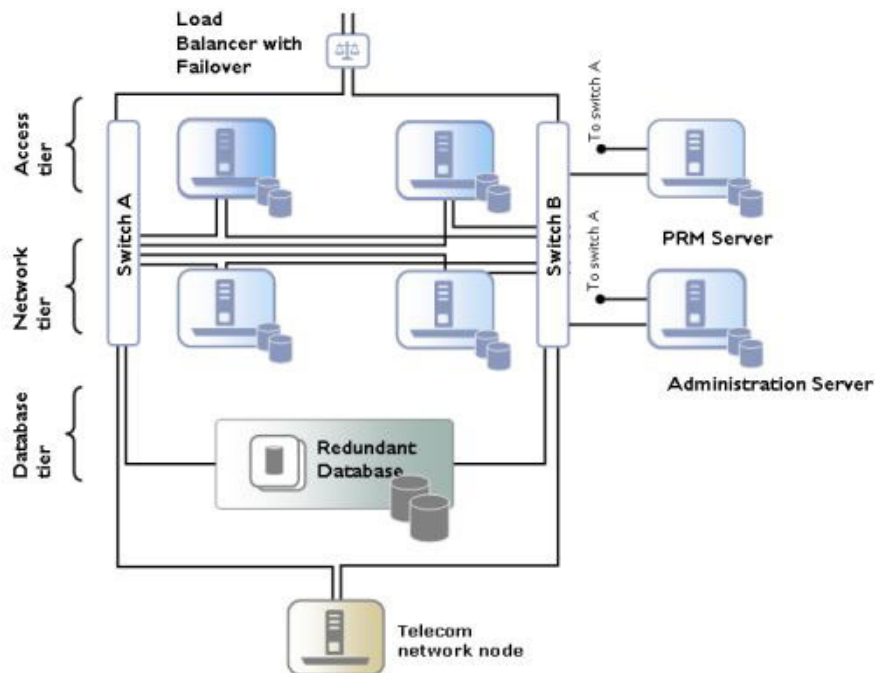 Load
Balancer with
Failover
Access
tier
Switch A
Switch B
To switch A
PRM Server
Network
tier
To switch A
Administration Server
Database
tier
Redundant
Database
Telecom
network node